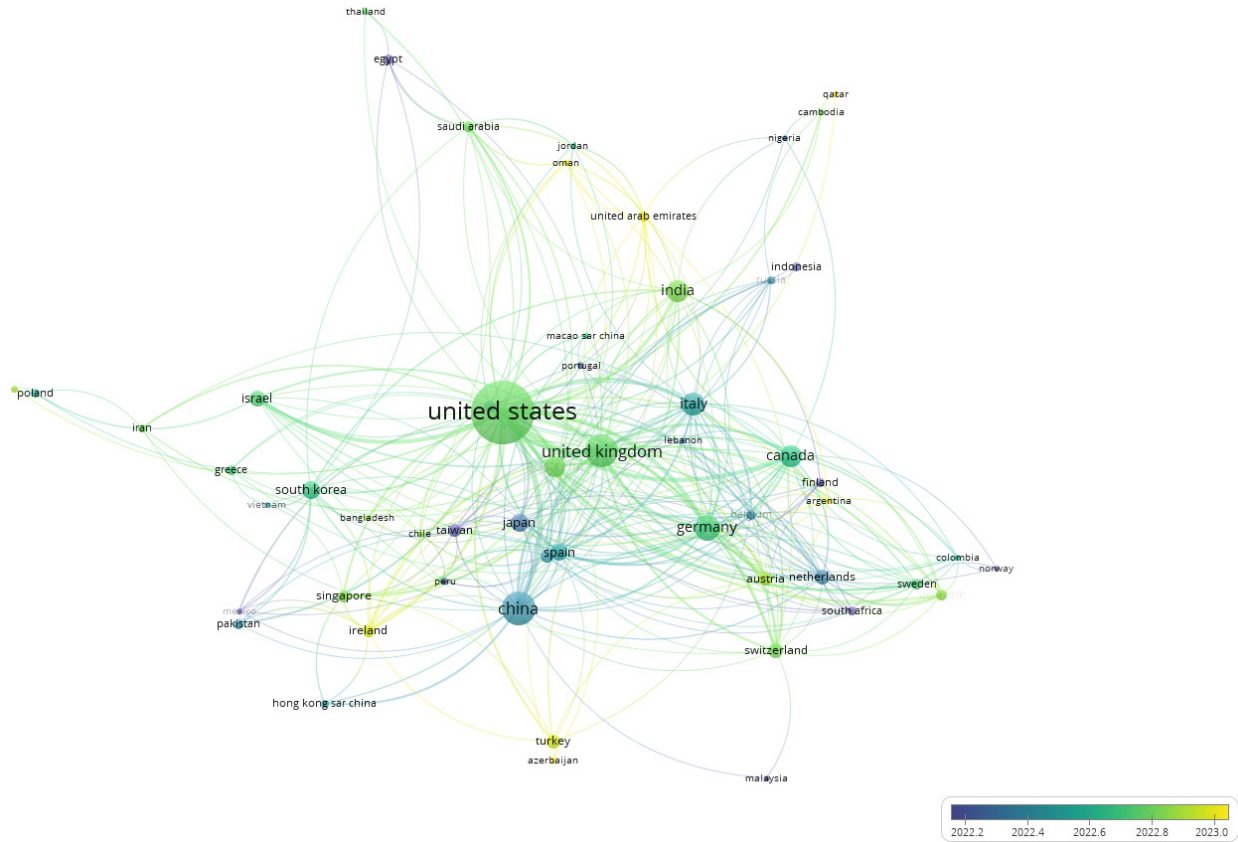 thailand
egypt
qatar
cambodia
saudi arabia
nigeria
jordan
oman
united arab emirates
indonesia
russia
india
macao sar china
portugal
poland
israel
italy
united states
iran
lebanon
united kingdom
canada
greece
finland
south korea
argentina
vietnam
belgium
bangladesh
japan
germany
taiwan
chile
spain
colombia
norway
peru
austria
netherlands
sweden
singapore
china
mexico
south africa
pakistan
ireland
switzerland
hong kong sar china
turkey
azerbaijan
malaysia
2022.2 2022.4 2022.6 2022.8 2023.0